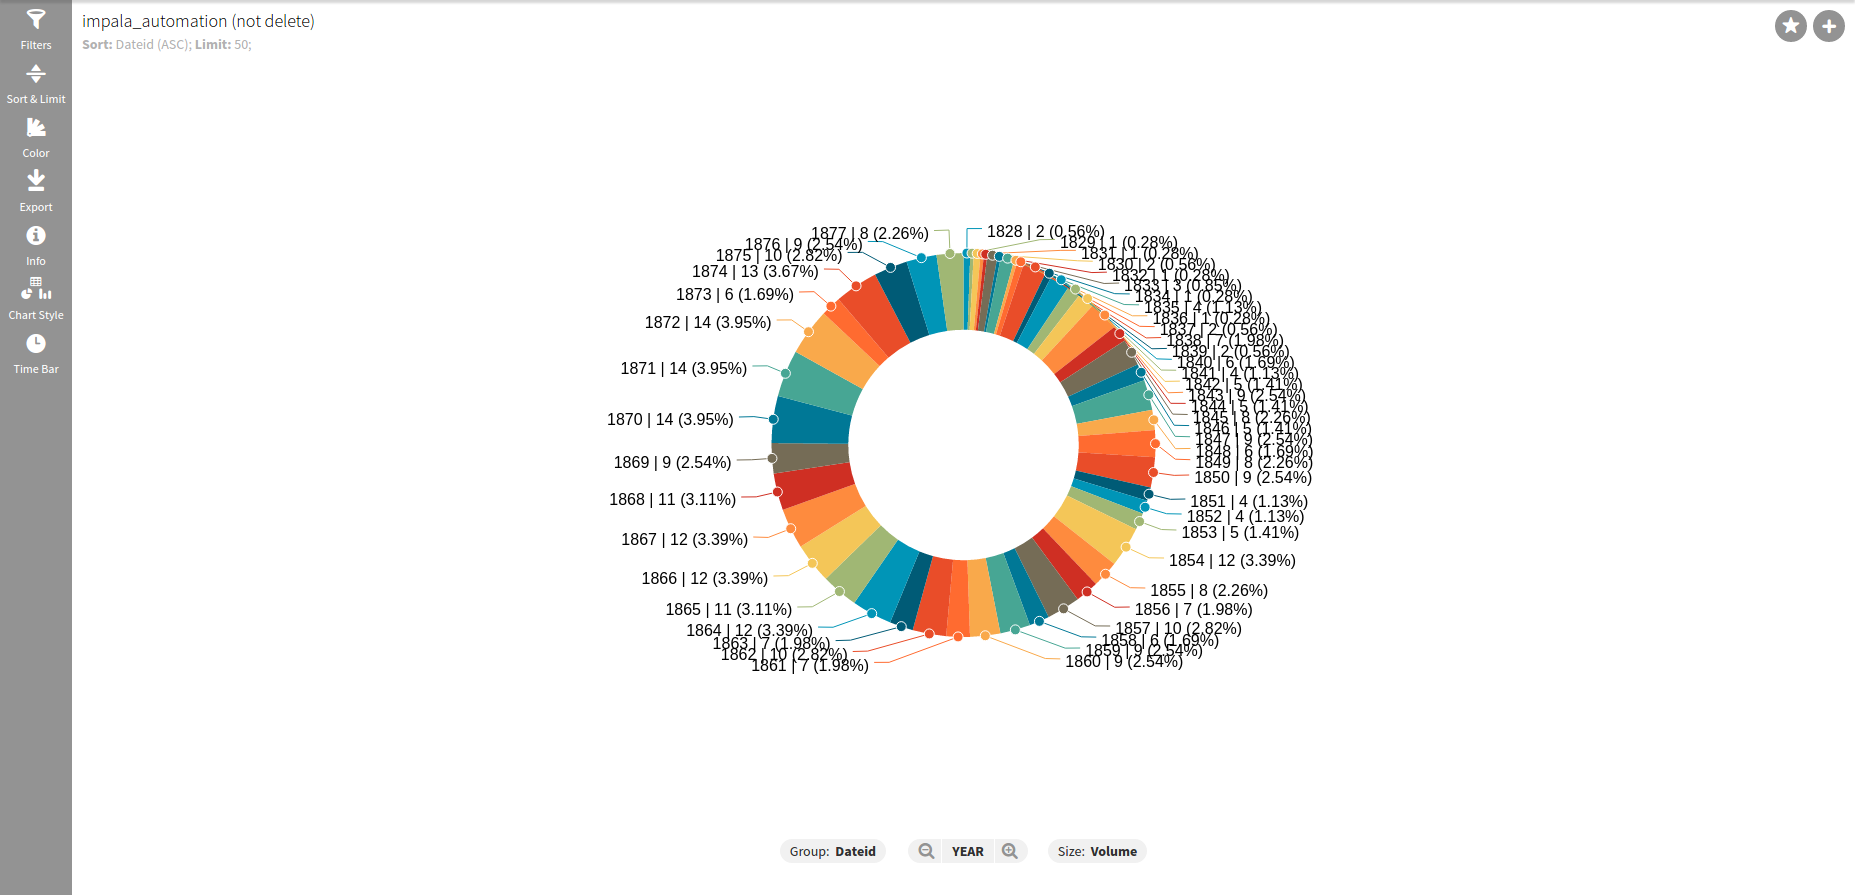 impala_automation (not delete)
Sort: Dateid (ASC); Limit: 50;
Filters
Sort & Limit
Color
Export
Info
Chart Style
Time Bar
1828 | 2 (0.56%)
1829 | 1 (0.28%)
1831 | 1 (0.28%)
1830 | 2 (0.56%)
1832 | 1 (0.28%)
1833 | 3 (0.85%)
1834 | 1 (0.28%)
1835 | 4 (1.13%)
1836 | 1 (0.28%)
1837 | 2 (0.56%)
1838 | 7 (1.98%)
1839 | 2 (0.56%)
1840 | 6 (1.69%)
1841 | 4 (1.13%)
1842 | 5 (1.41%)
1843 | 9 (2.54%)
1844 | 5 (1.41%)
1845 | 8 (2.26%)
1846 | 5 (1.41%)
1847 | 9 (2.54%)
1848 | 6 (1.69%)
1849 | 8 (2.26%)
1850 | 9 (2.54%)
1851 | 4 (1.13%)
1852 | 4 (1.13%)
1853 | 5 (1.41%)
1854 | 12 (3.39%)
1855 | 8 (2.26%)
1856 | 7 (1.98%)
1857 | 10 (2.82%)
1858 | 6 (1.69%)
1859 | 9 (2.54%)
1860 | 9 (2.54%)
1861 | 7 (1.98%)
1862 | 10 (2.82%)
1863 | 7 (1.98%)
1864 | 12 (3.39%)
1865 | 11 (3.11%)
1866 | 12 (3.39%)
1867 | 12 (3.39%)
1868 | 11 (3.11%)
1869 | 9 (2.54%)
1870 | 14 (3.95%)
1871 | 14 (3.95%)
1872 | 14 (3.95%)
1873 | 6 (1.69%)
1874 | 13 (3.67%)
1875 | 10 (2.82%)
1876 | 9 (2.54%)
1877 | 8 (2.26%)
Group: Dateid
YEAR
Size: Volume